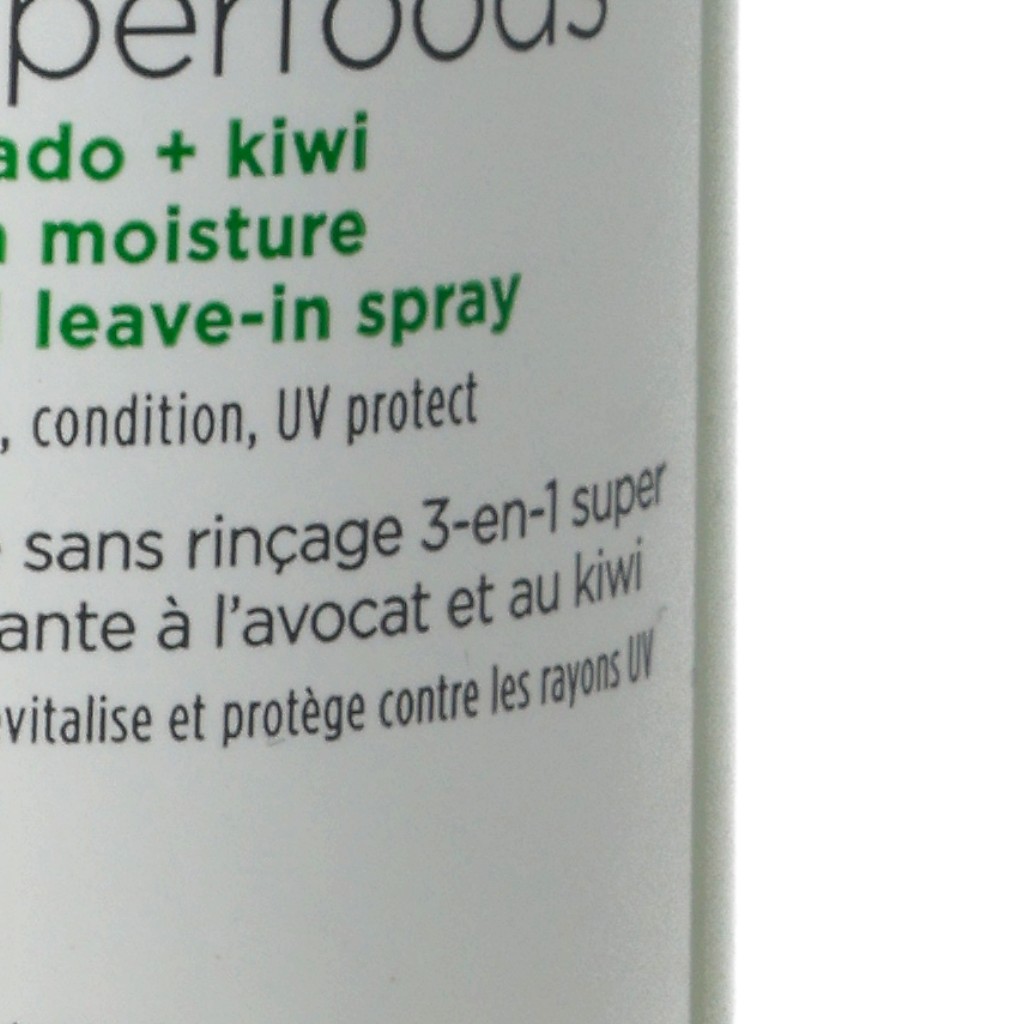 perfoods
ado + kiwi
moisture
leave-in spray
, condition, UV protect
sans rinçage 3-en-1 super
ante à l'avocat et au kiwi
vitalise et protège contre les rayons UV